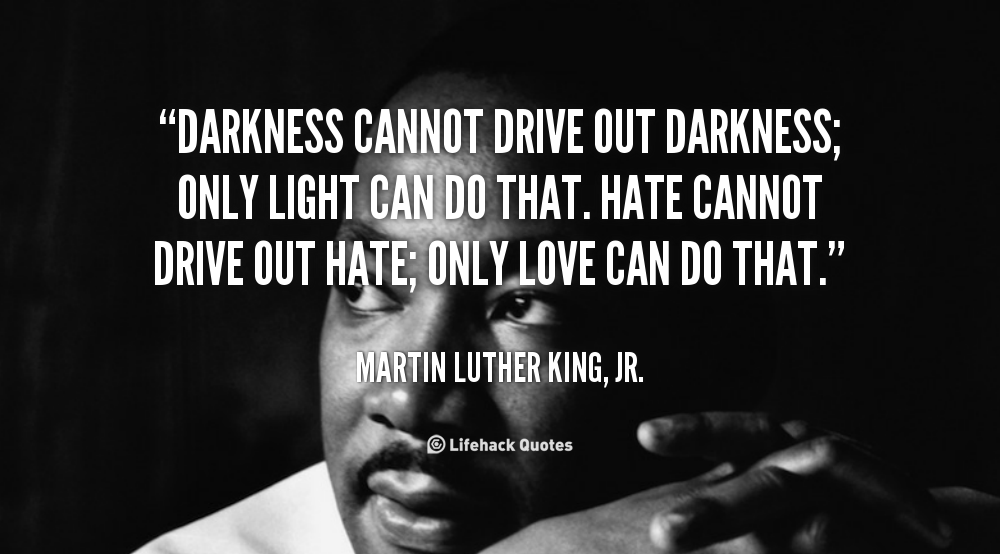 “DARKNESS CANNOT DRIVE OUT DARKNESS;
ONLY LIGHT CAN DO THAT. HATE CANNOT
DRIVE OUT HATE; ONLY LOVE CAN DO THAT.”
MARTIN LUTHER KING, JR.
Lifehack Quotes